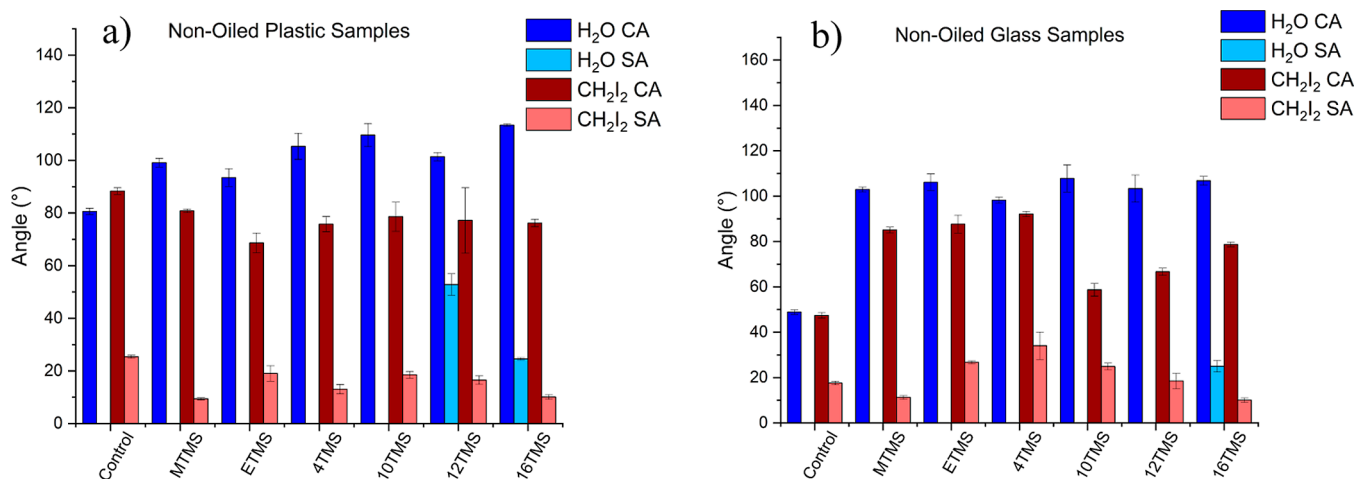 a)
Non-Oiled Plastic Samples
H₂O CA
H₂O SA
CH₂I₂ CA
CH₂I₂ SA
Angle (°)
140
120
100
80
60
40
20
0
Control
MTMS
ETMS
4TMS
10TMS
12TMS
16TMS
b)
Non-Oiled Glass Samples
H₂O CA
H₂O SA
CH₂I₂ CA
CH₂I₂ SA
Angle (°)
160
140
120
100
80
60
40
20
0
Control
MTMS
ETMS
4TMS
10TMS
12TMS
16TMS